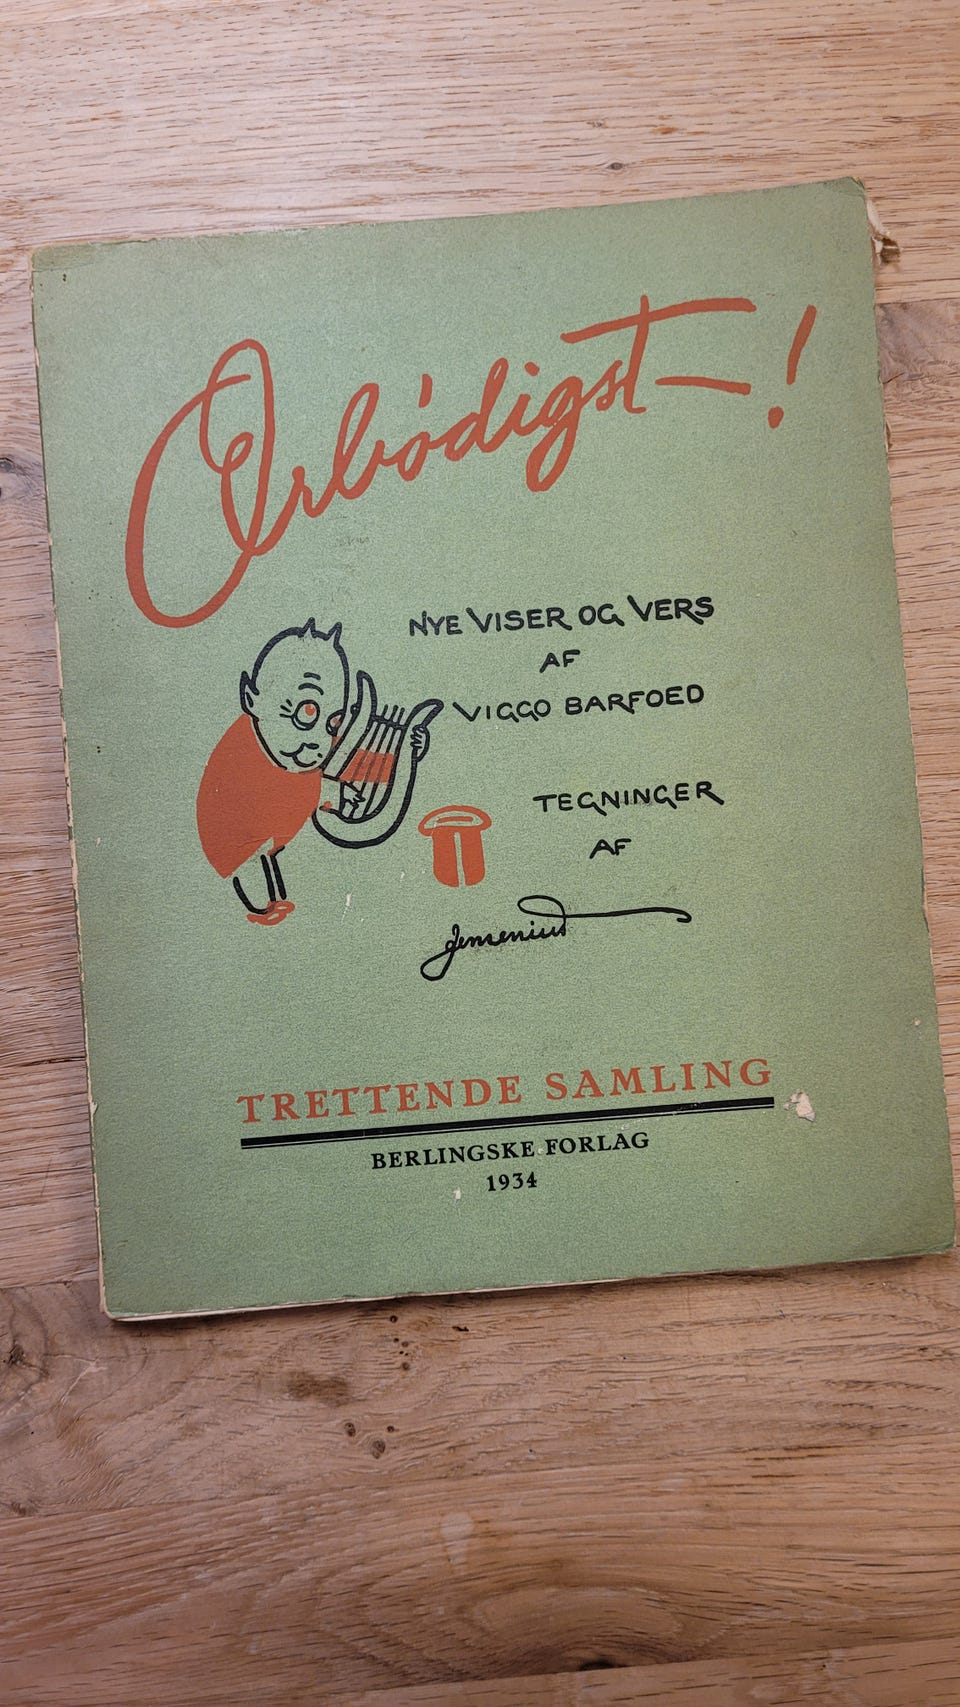 Ærbødigst—!
NYE VISER OG VERS
AF
VIGGO BARFOED
TEGNINGER
AF
Jensenius
TRETTENDE SAMLING
BERLINGSKE FORLAG
1934